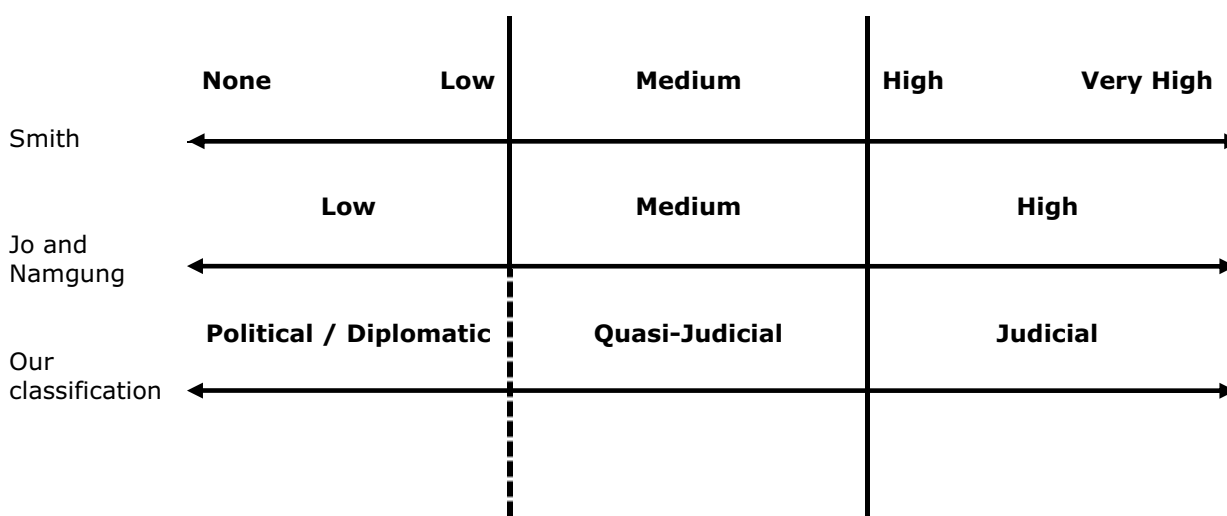 None Low Medium High Very High
Smith
Low Medium High
Jo and
Namgung
Political / Diplomatic Quasi-Judicial Judicial
Our
classification